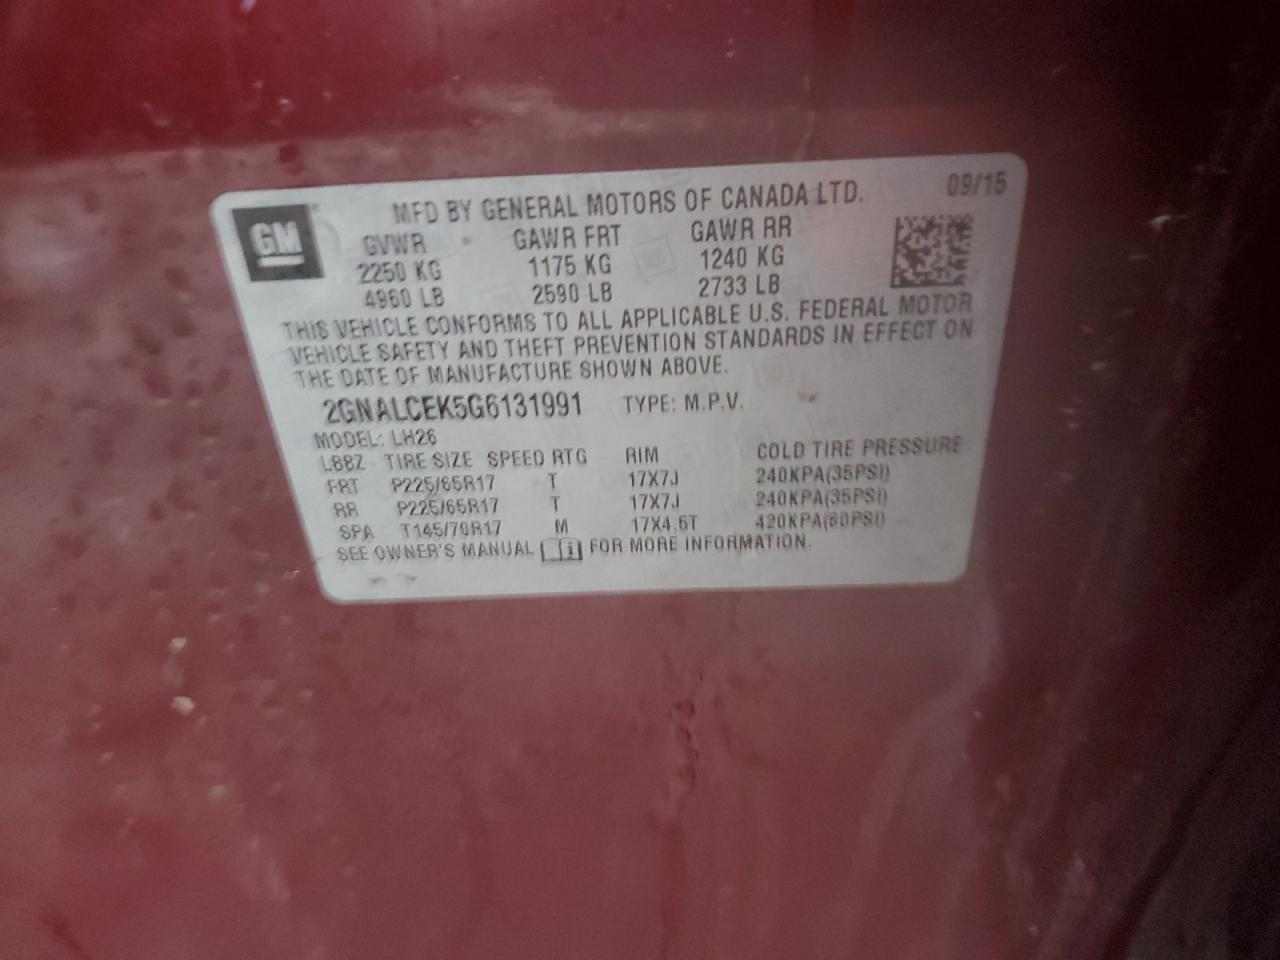 GM
MFD BY GENERAL MOTORS OF CANADA LTD. 09/15
GVWR GAWR FRT GAWR RR
2250 KG 1175 KG 1240 KG
4960 LB 2590 LB 2733 LB
THIS VEHICLE CONFORMS TO ALL APPLICABLE U.S. FEDERAL MOTOR
VEHICLE SAFETY AND THEFT PREVENTION STANDARDS IN EFFECT ON
THE DATE OF MANUFACTURE SHOWN ABOVE.
2GNALCEK5G6131991 TYPE: M.P.V.
MODEL: LH26
L88Z TIRE SIZE SPEED RTG RIM COLD TIRE PRESSURE
FRT P225/65R17 T 17X7J 240KPA(35PSI)
RR P225/65R17 T 17X7J 240KPA(35PSI)
SPA T145/70R17 M 17X4.5T 420KPA(60PSI)
SEE OWNER'S MANUAL FOR MORE INFORMATION.